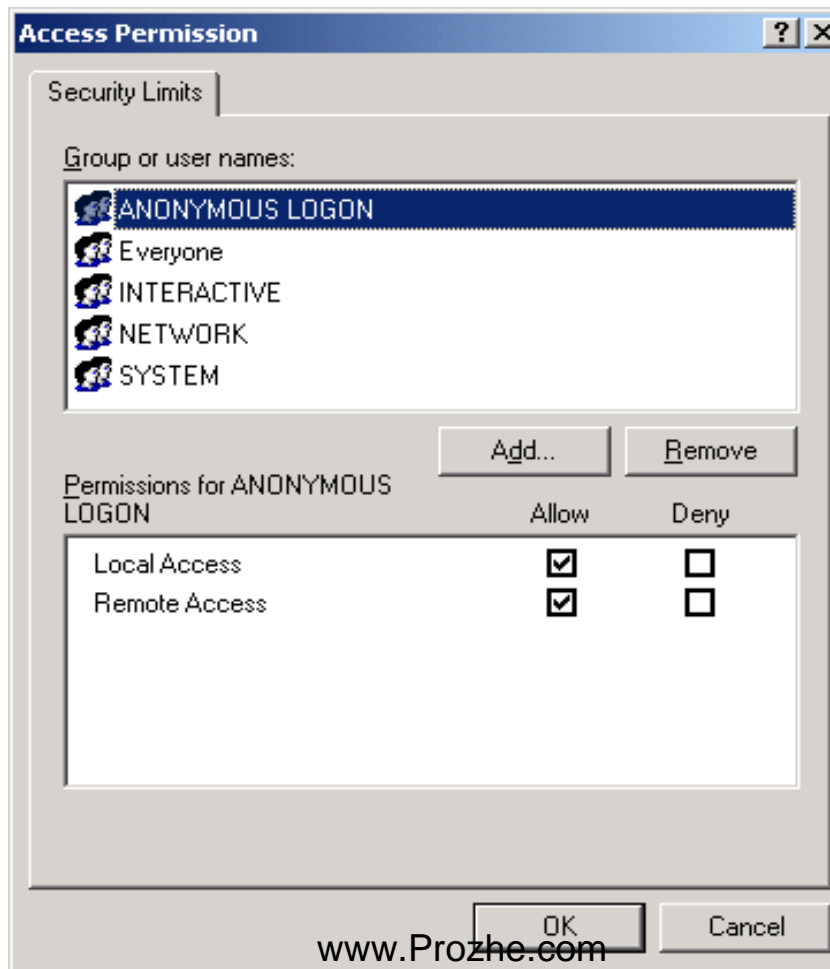 Access Permission
Security Limits
Group or user names:
ANONYMOUS LOGON
Everyone
INTERACTIVE
NETWORK
SYSTEM
Add...
Remove
Permissions for ANONYMOUS
LOGON
Allow
Deny
Local Access
Remote Access
OK
Cancel
www.Prozhe.com